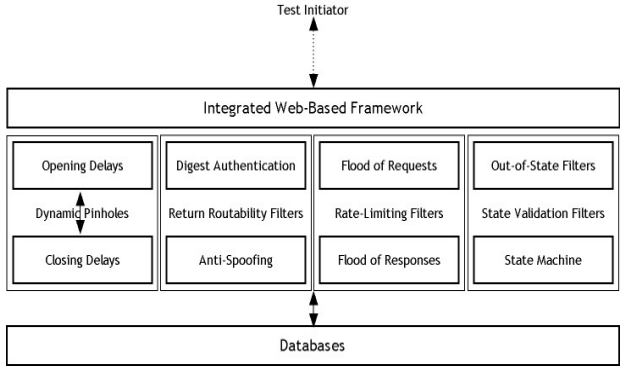 Test Initiator
Integrated Web-Based Framework
Opening Delays
Dynamic Pinholes
Closing Delays
Digest Authentication
Return Routability Filters
Anti-Spoofing
Flood of Requests
Rate-Limiting Filters
Flood of Responses
Out-of-State Filters
State Validation Filters
State Machine
Databases